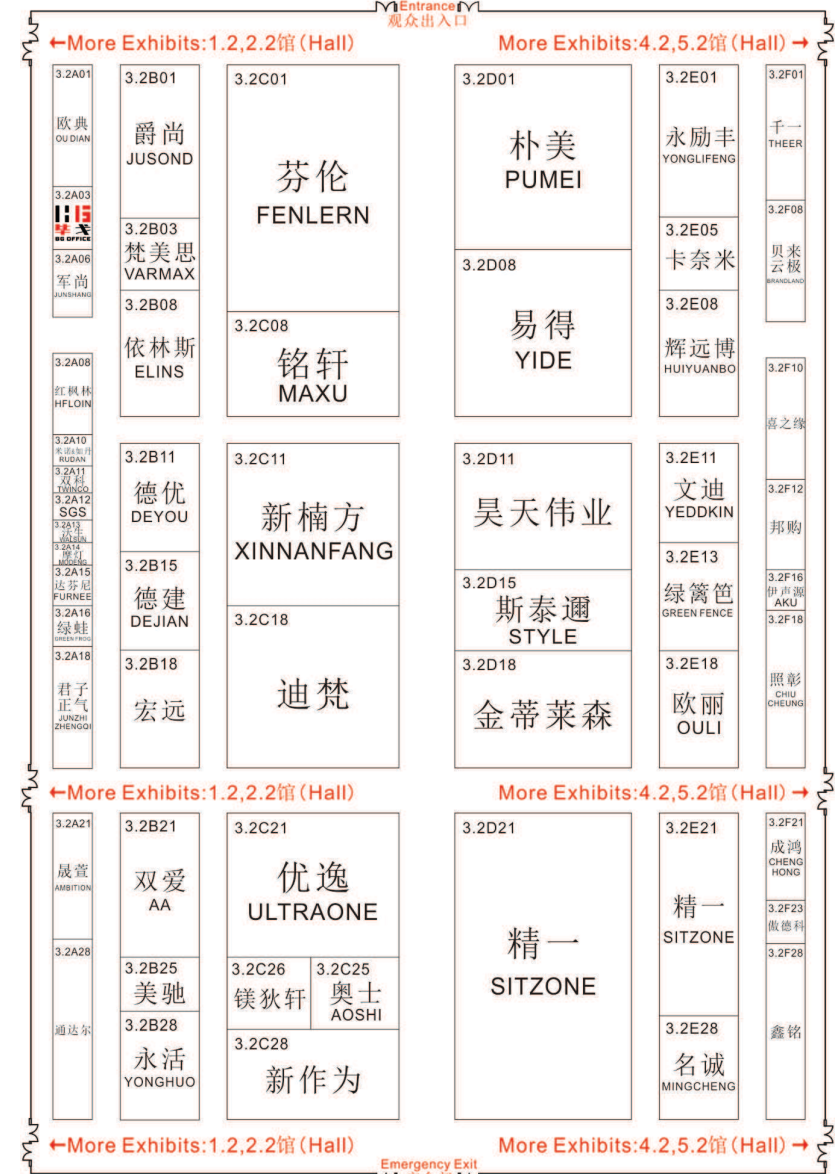 Entrance
观众出入口
←More Exhibits:1.2,2.2馆(Hall)
More Exhibits:4.2,5.2馆(Hall)→
3.2A01
欧典
OU DIAN
3.2A03
BG OFFICE
3.2A06
军尚
JUNSHANG
3.2A08
红枫林
HFLOIN
3.2A10
米诺&如丹
RUDAN
3.2A11
双科
TWINCO
3.2A12
SGS
3.2A13
沃生
WALSUN
3.2A14
摩灯
MODENG
3.2A15
达芬尼
FURNEE
3.2A16
绿蛙
GREEN FROG
3.2A18
君子
正气
JUNZHI
ZHENGQI
3.2B01
爵尚
JUSOND
3.2B03
梵美思
VARMAX
3.2B08
依林斯
ELINS
3.2B11
德优
DEYOU
3.2B15
德建
DEJIAN
3.2B18
宏远
3.2C01
芬伦
FENLERN
3.2C08
铭轩
MAXU
3.2C11
新楠方
XINNANFANG
3.2C18
迪梵
3.2D01
朴美
PUMEI
3.2D08
易得
YIDE
3.2D11
昊天伟业
3.2D15
斯泰邇
STYLE
3.2D18
金蒂莱森
3.2E01
永励丰
YONGLIFENG
3.2E05
卡奈米
3.2E08
辉远博
HUIYUANBO
3.2E11
文迪
YEDDKIN
3.2E13
绿篱笆
GREEN FENCE
3.2E18
欧丽
OULI
3.2F01
千一
THEER
3.2F08
贝来
云极
BRANDLAND
3.2F10
喜之缘
3.2F12
邦购
3.2F16
伊声源
AKU
3.2F18
照彰
CHIU
CHEUNG
←More Exhibits:1.2,2.2馆(Hall)
More Exhibits:4.2,5.2馆(Hall)→
3.2A21
晟萱
AMBITION
3.2A28
通达尔
3.2B21
双爱
AA
3.2B25
美驰
3.2B28
永活
YONGHUO
3.2C21
优逸
ULTRAONE
3.2C26
镁狄轩
3.2C25
奥士
AOSHI
3.2C28
新作为
3.2D21
精一
SITZONE
3.2E21
精一
SITZONE
3.2E28
名诚
MINGCHENG
3.2F21
成鸿
CHENG
HONG
3.2F23
傲德科
3.2F28
鑫铭
←More Exhibits:1.2,2.2馆(Hall)
More Exhibits:4.2,5.2馆(Hall)→
Emergency Exit